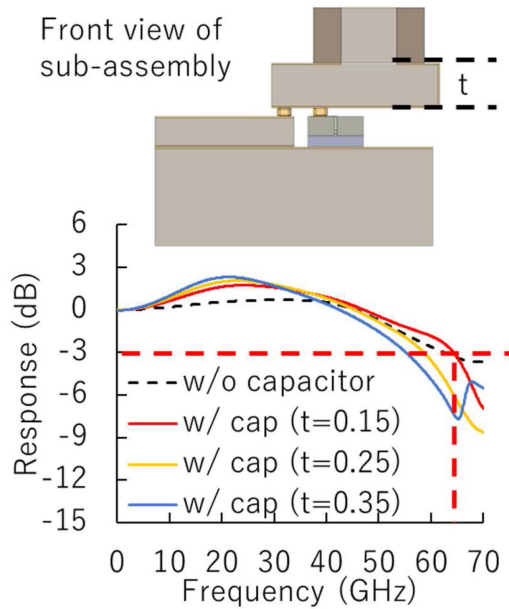 Front view of
sub-assembly
t
6
3
0
-3
-6
-9
-12
-15
Response (dB)
w/o capacitor
w/ cap (t=0.15)
w/ cap (t=0.25)
w/ cap (t=0.35)
0 10 20 30 40 50 60 70
Frequency (GHz)